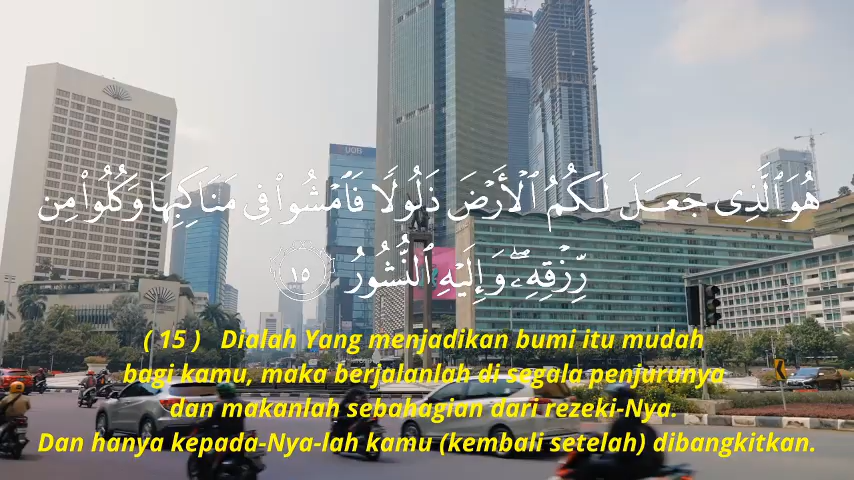 UOB
هُوَ ٱلَّذِى جَعَلَ لَكُمُ ٱلْأَرْضَ ذَلُولًا فَٱمْشُوا۟ فِى مَنَاكِبِهَا وَكُلُوا۟ مِن
رِّزْقِهِۦ ۖ وَإِلَيْهِ ٱلنُّشُورُ ١٥
( 15 ) Dialah Yang menjadikan bumi itu mudah
bagi kamu, maka berjalanlah di segala penjurunya
dan makanlah sebahagian dari rezeki-Nya.
Dan hanya kepada-Nya-lah kamu (kembali setelah) dibangkitkan.